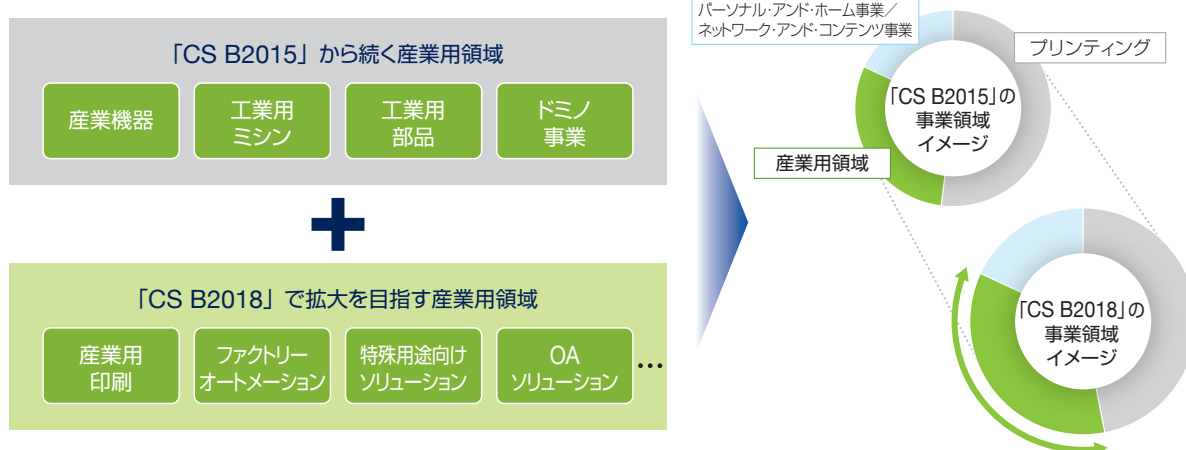 「CS B2015」から続く産業用領域
産業機器
工業用
ミシン
工業用
部品
ドミノ
事業
「CS B2018」で拡大を目指す産業用領域
産業用
印刷
ファクトリー
オートメーション
特殊用途向け
ソリューション
OA
ソリューション
…
パーソナル・アンド・ホーム事業／
ネットワーク・アンド・コンテンツ事業
プリンティング
「CS B2015」の
事業領域
イメージ
産業用領域
「CS B2018」の
事業領域
イメージ